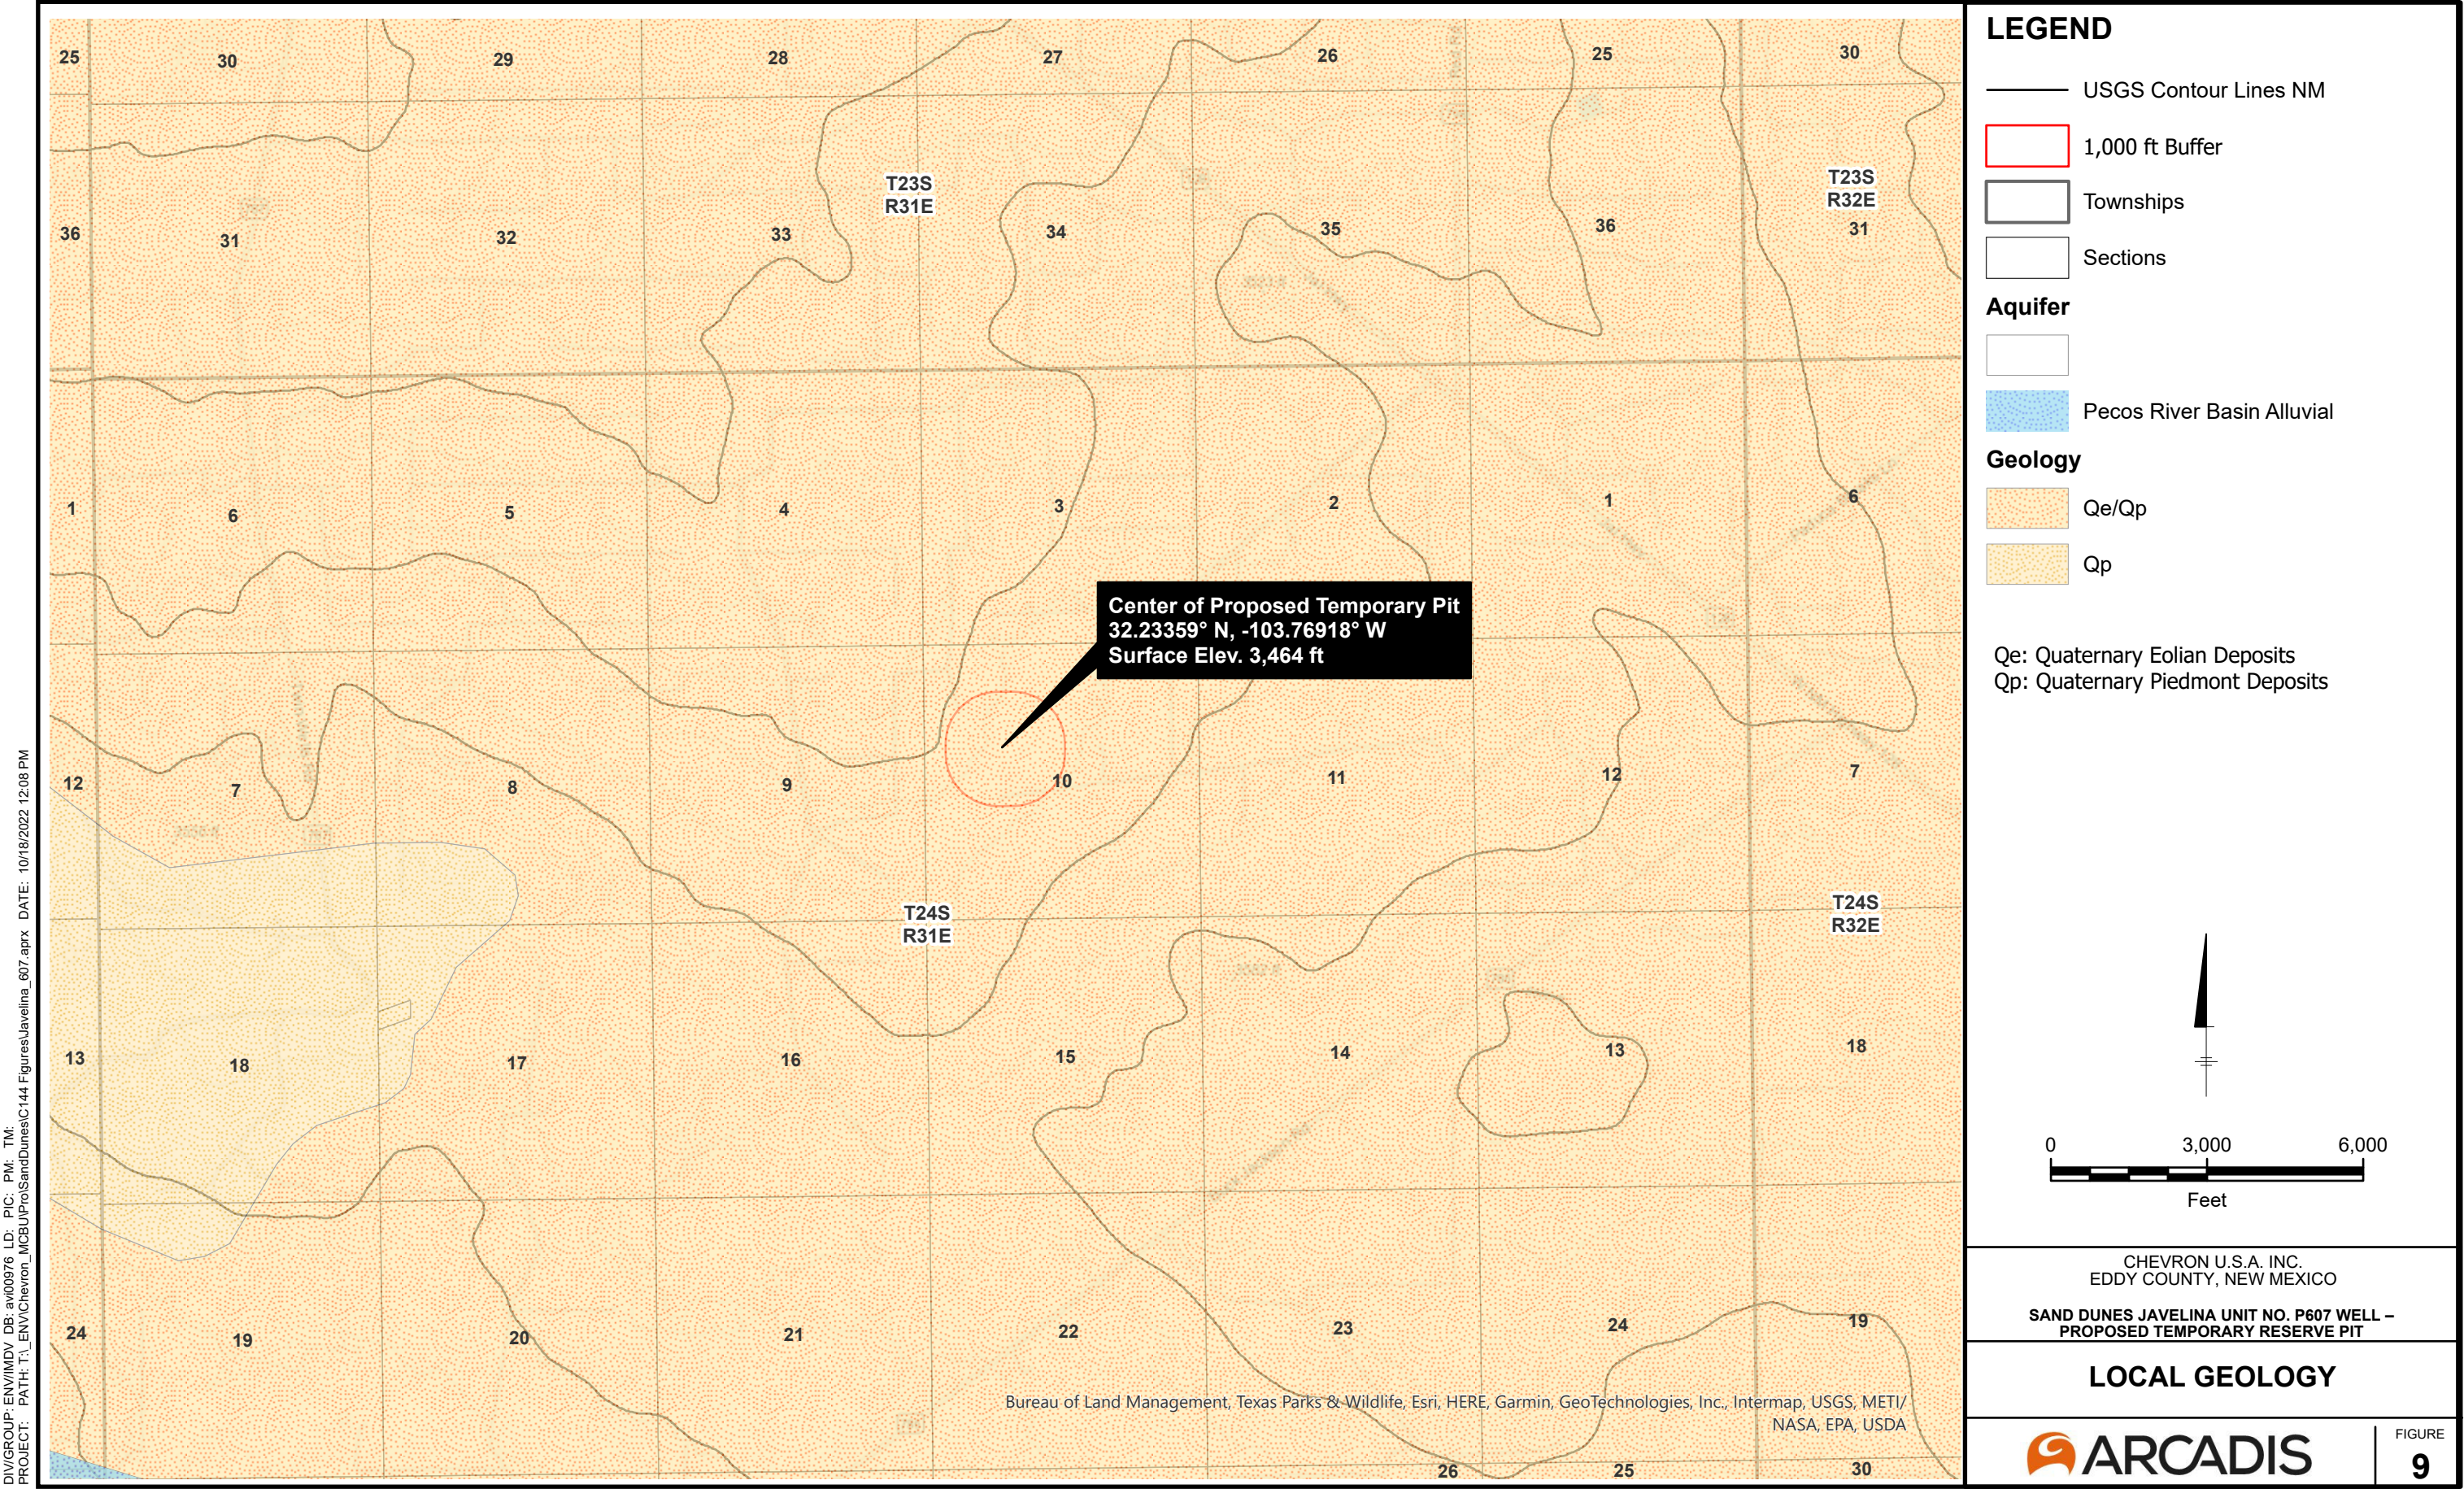 25
30
29
28
27
26
25
30
T23S
R31E
T23S
R32E
36
31
32
33
34
35
36
31
1
6
5
4
3
2
1
6
Center of Proposed Temporary Pit
32.23359° N, -103.76918° W
Surface Elev. 3,464 ft
12
7
8
9
10
11
12
7
T24S
R31E
T24S
R32E
13
18
17
16
15
14
13
18
24
19
20
21
22
23
24
19
Bureau of Land Management, Texas Parks & Wildlife, Esri, HERE, Garmin, GeoTechnologies, Inc., Intermap, USGS, METI/
NASA, EPA, USDA
26
25
30
LEGEND
USGS Contour Lines NM
1,000 ft Buffer
Townships
Sections
Aquifer
Pecos River Basin Alluvial
Geology
Qe/Qp
Qp
Qe: Quaternary Eolian Deposits
Qp: Quaternary Piedmont Deposits
0 3,000 6,000
Feet
CHEVRON U.S.A. INC.
EDDY COUNTY, NEW MEXICO
SAND DUNES JAVELINA UNIT NO. P607 WELL –
PROPOSED TEMPORARY RESERVE PIT
LOCAL GEOLOGY
ARCADIS
FIGURE
9
DIV/GROUP: ENV/IMDV DB: avi00976 LD: PIC: PM: TM:
PROJECT: PATH: T:\_ENV\Chevron_MCBU\Pro\SandDunes\C144 Figures\Javelina_607.aprx DATE: 10/18/2022 12:08 PM